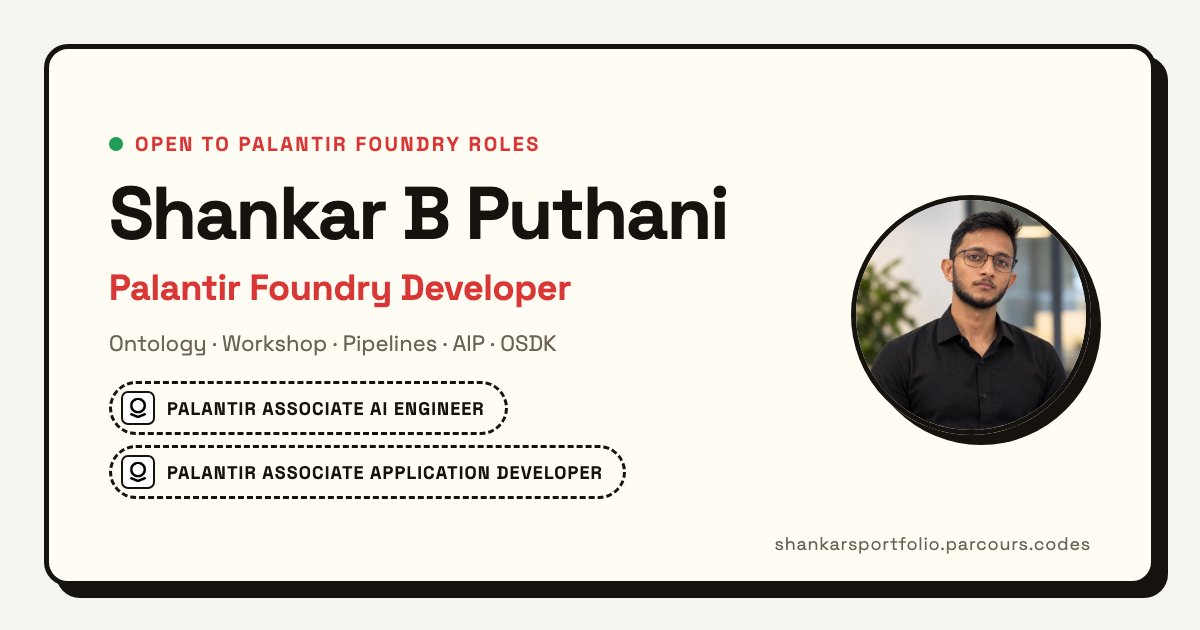 OPEN TO PALANTIR FOUNDRY ROLES
Shankar B Puthani
Palantir Foundry Developer
Ontology · Workshop · Pipelines · AIP · OSDK
PALANTIR ASSOCIATE AI ENGINEER
PALANTIR ASSOCIATE APPLICATION DEVELOPER
shankarsportfolio.parcours.codes